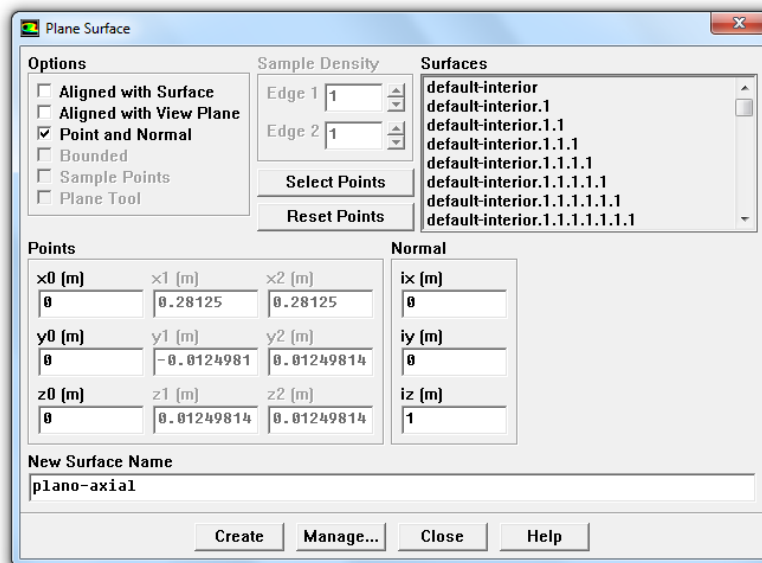 Plane Surface
Options
Aligned with Surface
Aligned with View Plane
Point and Normal
Bounded
Sample Points
Plane Tool
Sample Density
Edge 1 1
Edge 2 1
Select Points
Reset Points
Surfaces
default-interior
default-interior.1
default-interior.1.1
default-interior.1.1.1
default-interior.1.1.1.1
default-interior.1.1.1.1.1
default-interior.1.1.1.1.1.1
default-interior.1.1.1.1.1.1.1
Points
x0 (m) x1 (m) x2 (m)
0 0.28125 0.28125
y0 (m) y1 (m) y2 (m)
0 -0.0124981 0.01249814
z0 (m) z1 (m) z2 (m)
0 0.01249814 0.01249814
Normal
ix (m)
0
iy (m)
0
iz (m)
1
New Surface Name
plano-axial
Create Manage... Close Help